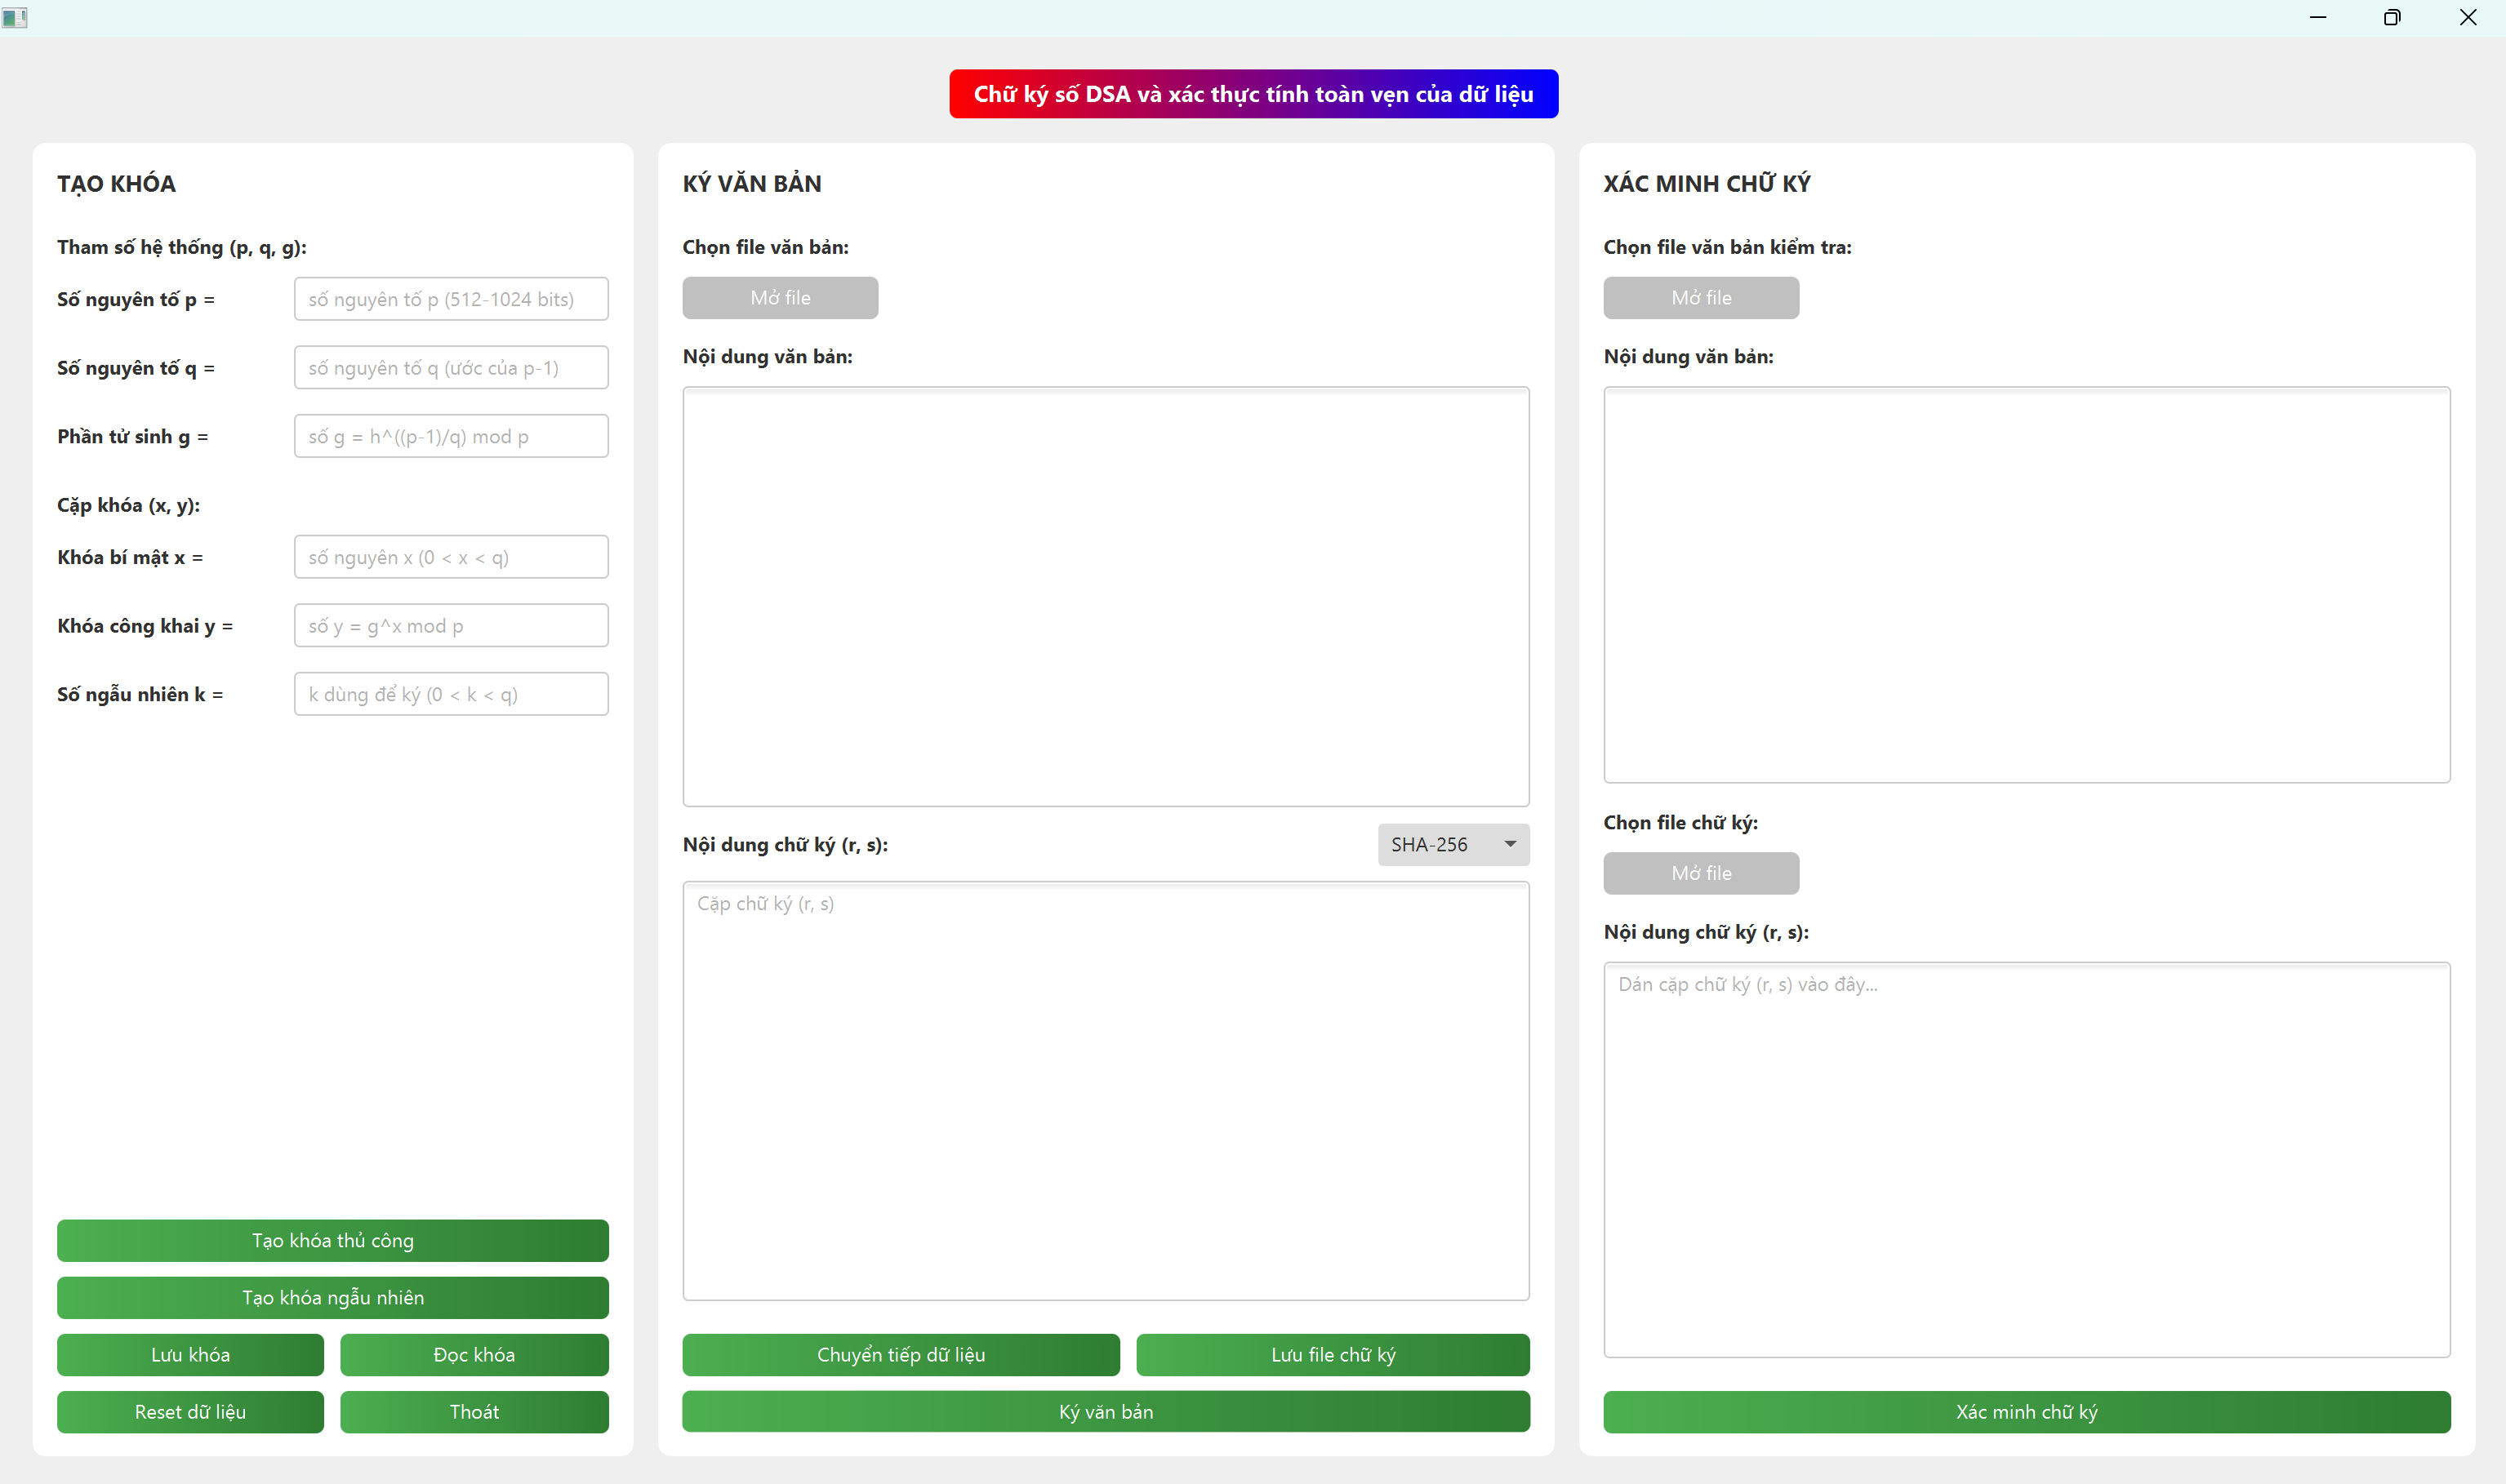 Chữ ký số DSA và xác thực tính toàn vẹn của dữ liệu
TẠO KHÓA
Tham số hệ thống (p, q, g):
Số nguyên tố p =
số nguyên tố p (512-1024 bits)
Số nguyên tố q =
số nguyên tố q (ước của p-1)
Phần tử sinh g =
số g = h^((p-1)/q) mod p
Cặp khóa (x, y):
Khóa bí mật x =
số nguyên x (0 < x < q)
Khóa công khai y =
số y = g^x mod p
Số ngẫu nhiên k =
k dùng để ký (0 < k < q)
Tạo khóa thủ công
Tạo khóa ngẫu nhiên
Lưu khóa
Đọc khóa
Reset dữ liệu
Thoát
KÝ VĂN BẢN
Chọn file văn bản:
Mở file
Nội dung văn bản:
Nội dung chữ ký (r, s):
SHA-256
Cặp chữ ký (r, s)
Chuyển tiếp dữ liệu
Lưu file chữ ký
Ký văn bản
XÁC MINH CHỮ KÝ
Chọn file văn bản kiểm tra:
Mở file
Nội dung văn bản:
Chọn file chữ ký:
Mở file
Nội dung chữ ký (r, s):
Dán cặp chữ ký (r, s) vào đây...
Xác minh chữ ký